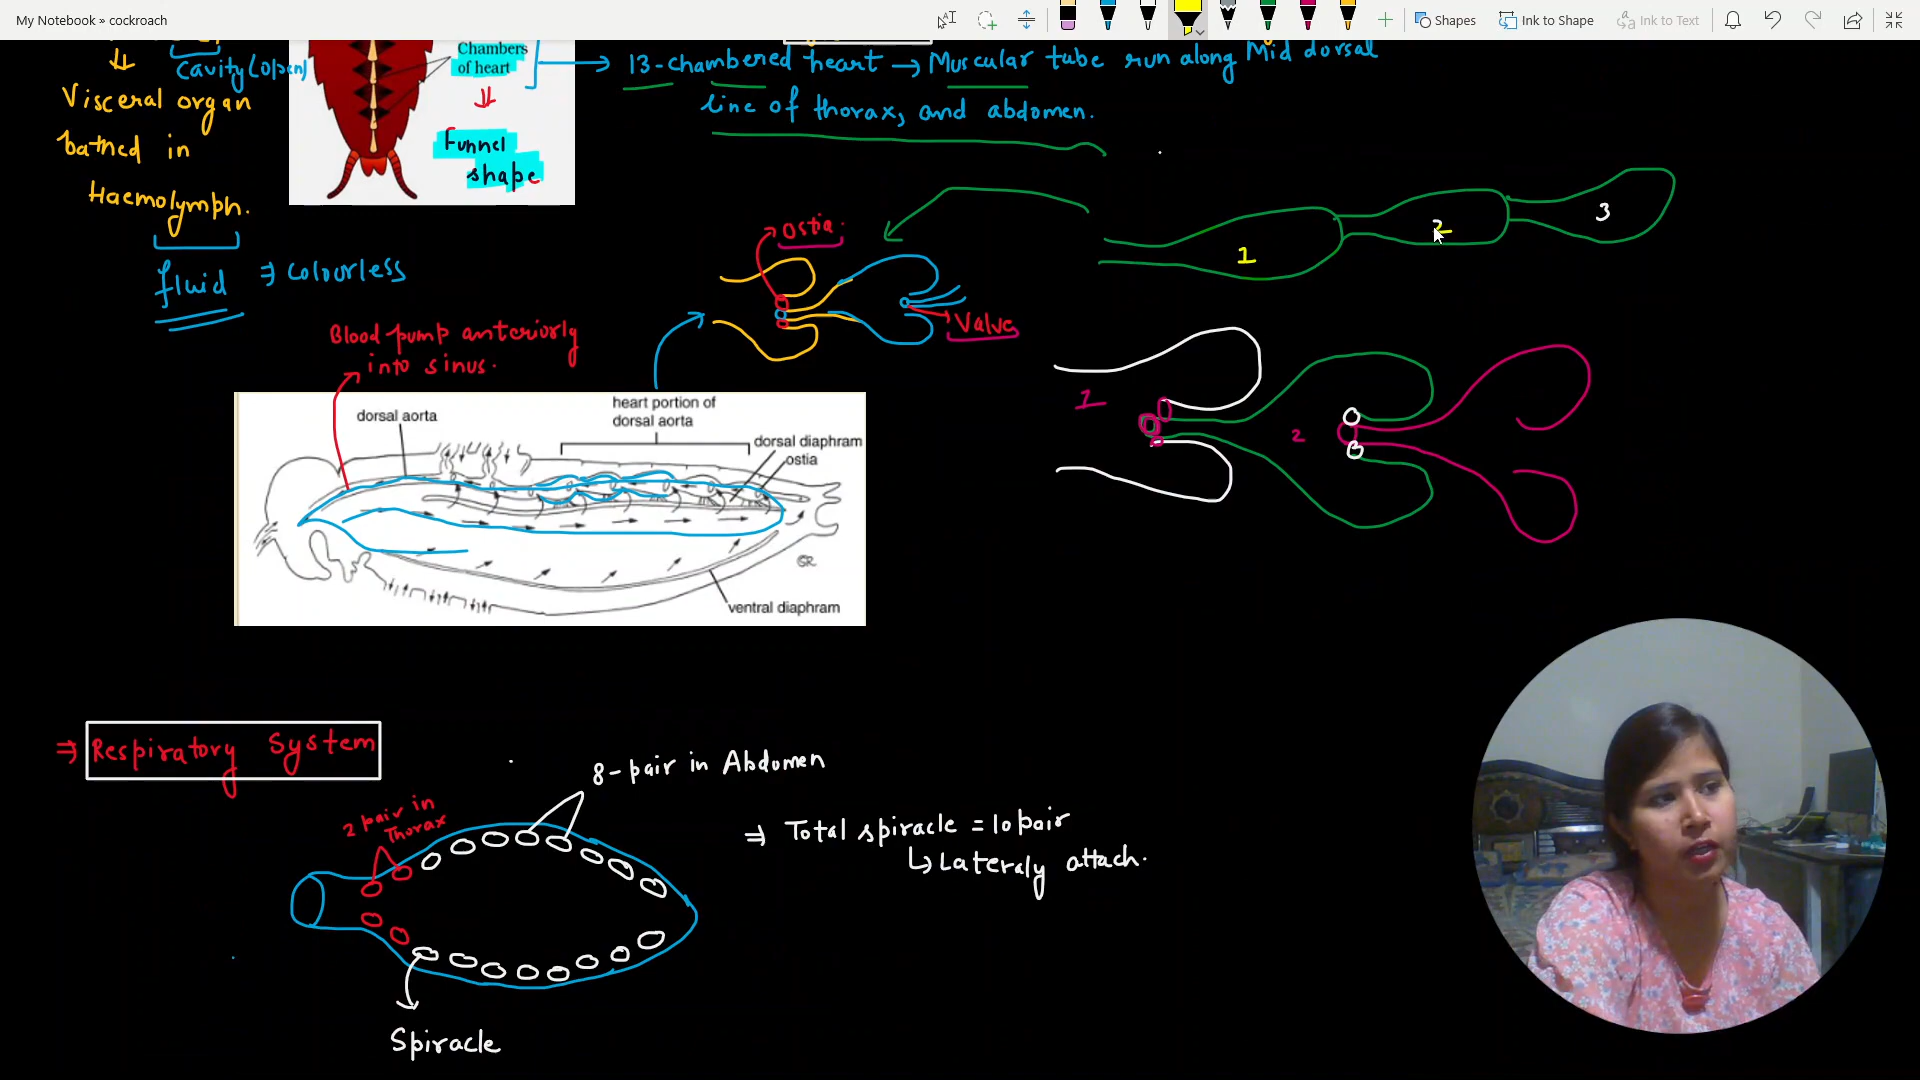 My Notebook » cockroach
Shapes
Ink to Shape
Ink to Text
Cavity (open)
Visceral organ
bathed in
Haemolymph.
fluid ⇒ colourless
Chambers
of heart
Funnel
shape
13-chambered heart → Muscular tube run along Mid dorsal
line of thorax, and abdomen.
1
2
3
Ostia
Valve
1
2
Blood pump anteriorly
into sinus.
dorsal aorta
heart portion of
dorsal aorta
dorsal diaphram
ostia
ventral diaphram
⇒ Respiratory System
8-pair in Abdomen
2 pair in
Thorax
⇒ Total spiracle = 10 pair
↳ Lateraly attach.
Spiracle